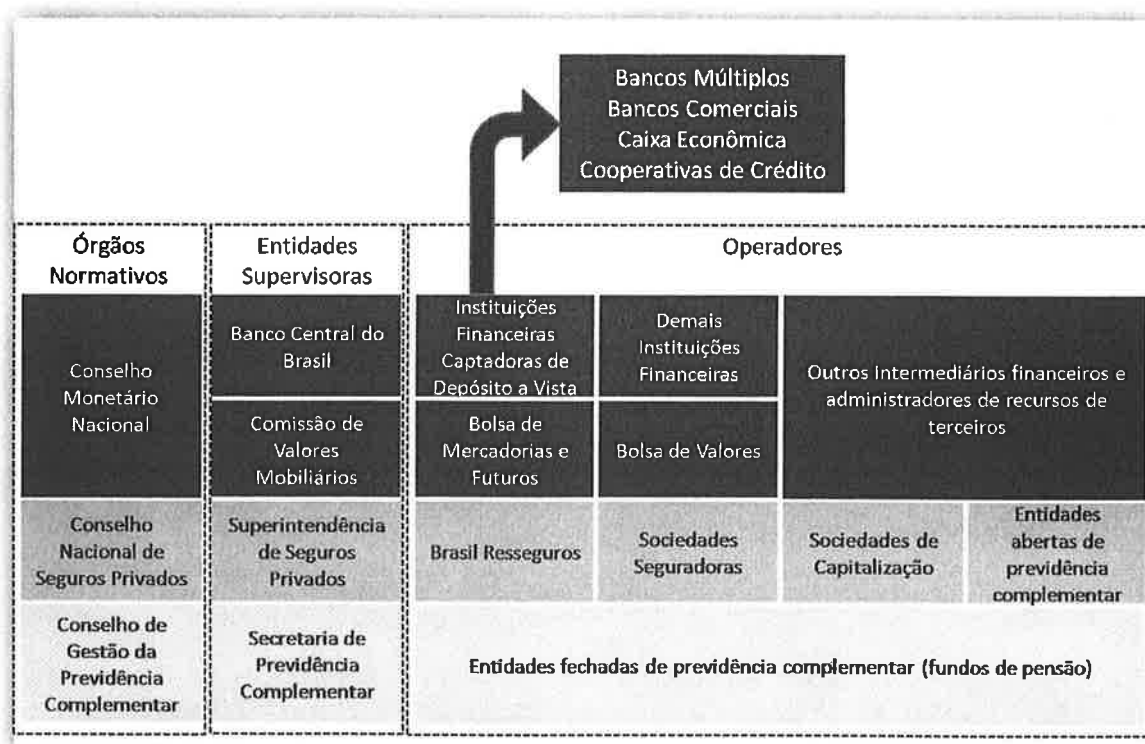 Bancos Múltiplos
Bancos Comerciais
Caixa Econômica
Cooperativas de Crédito
Órgãos
Normativos
Entidades
Supervisoras
Operadores
Conselho
Monetário
Nacional
Banco Central do
Brasil
Instituições
Financeiras
Captadoras de
Depósito a Vista
Demais
Instituições
Financeiras
Outros intermediários financeiros e
administradores de recursos de
terceiros
Comissão de
Valores
Mobiliários
Bolsa de
Mercadorias e
Futuros
Bolsa de Valores
Conselho
Nacional de
Seguros Privados
Superintendência
de Seguros
Privados
Brasil Resseguros
Sociedades
Seguradoras
Sociedades de
Capitalização
Entidades
abertas de
previdência
complementar
Conselho de
Gestão da
Previdência
Complementar
Secretaria de
Previdência
Complementar
Entidades fechadas de previdência complementar (fundos de pensão)